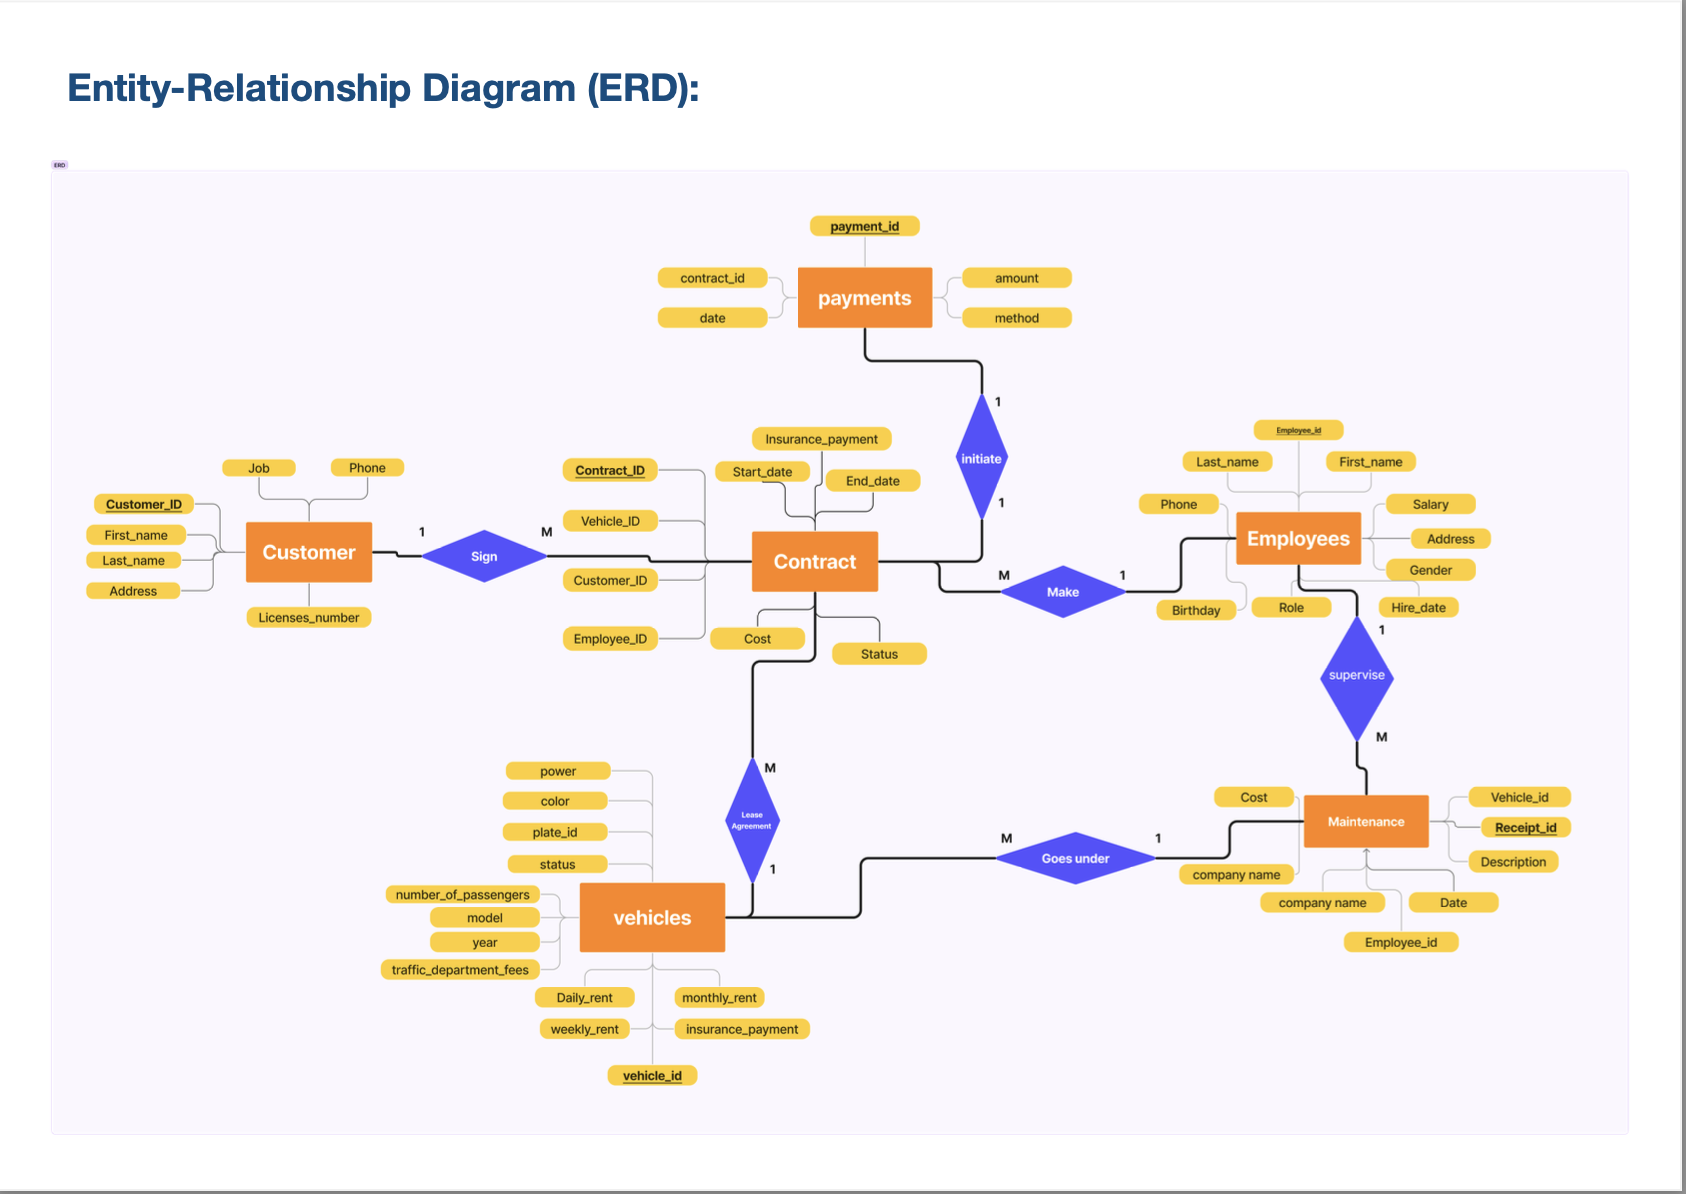 Entity-Relationship Diagram (ERD):
ERD
payment_id
contract_id
amount
payments
date
method
1
initiate
1
Insurance_payment
Contract_ID
Start_date
End_date
Vehicle_ID
Contract
Customer_ID
Employee_ID
Cost
Status
Job
Phone
Customer_ID
First_name
Customer
Last_name
Address
Licenses_number
1
Sign
M
M
Make
1
Employee_id
Last_name
First_name
Phone
Salary
Employees
Address
Gender
Birthday
Role
Hire_date
1
supervise
M
Cost
Vehicle_id
Maintenance
Receipt_id
Description
company name
company name
Date
Employee_id
M
Goes under
1
M
Lease
Agreement
1
power
color
plate_id
status
number_of_passengers
model
vehicles
year
traffic_department_fees
Daily_rent
monthly_rent
weekly_rent
insurance_payment
vehicle_id